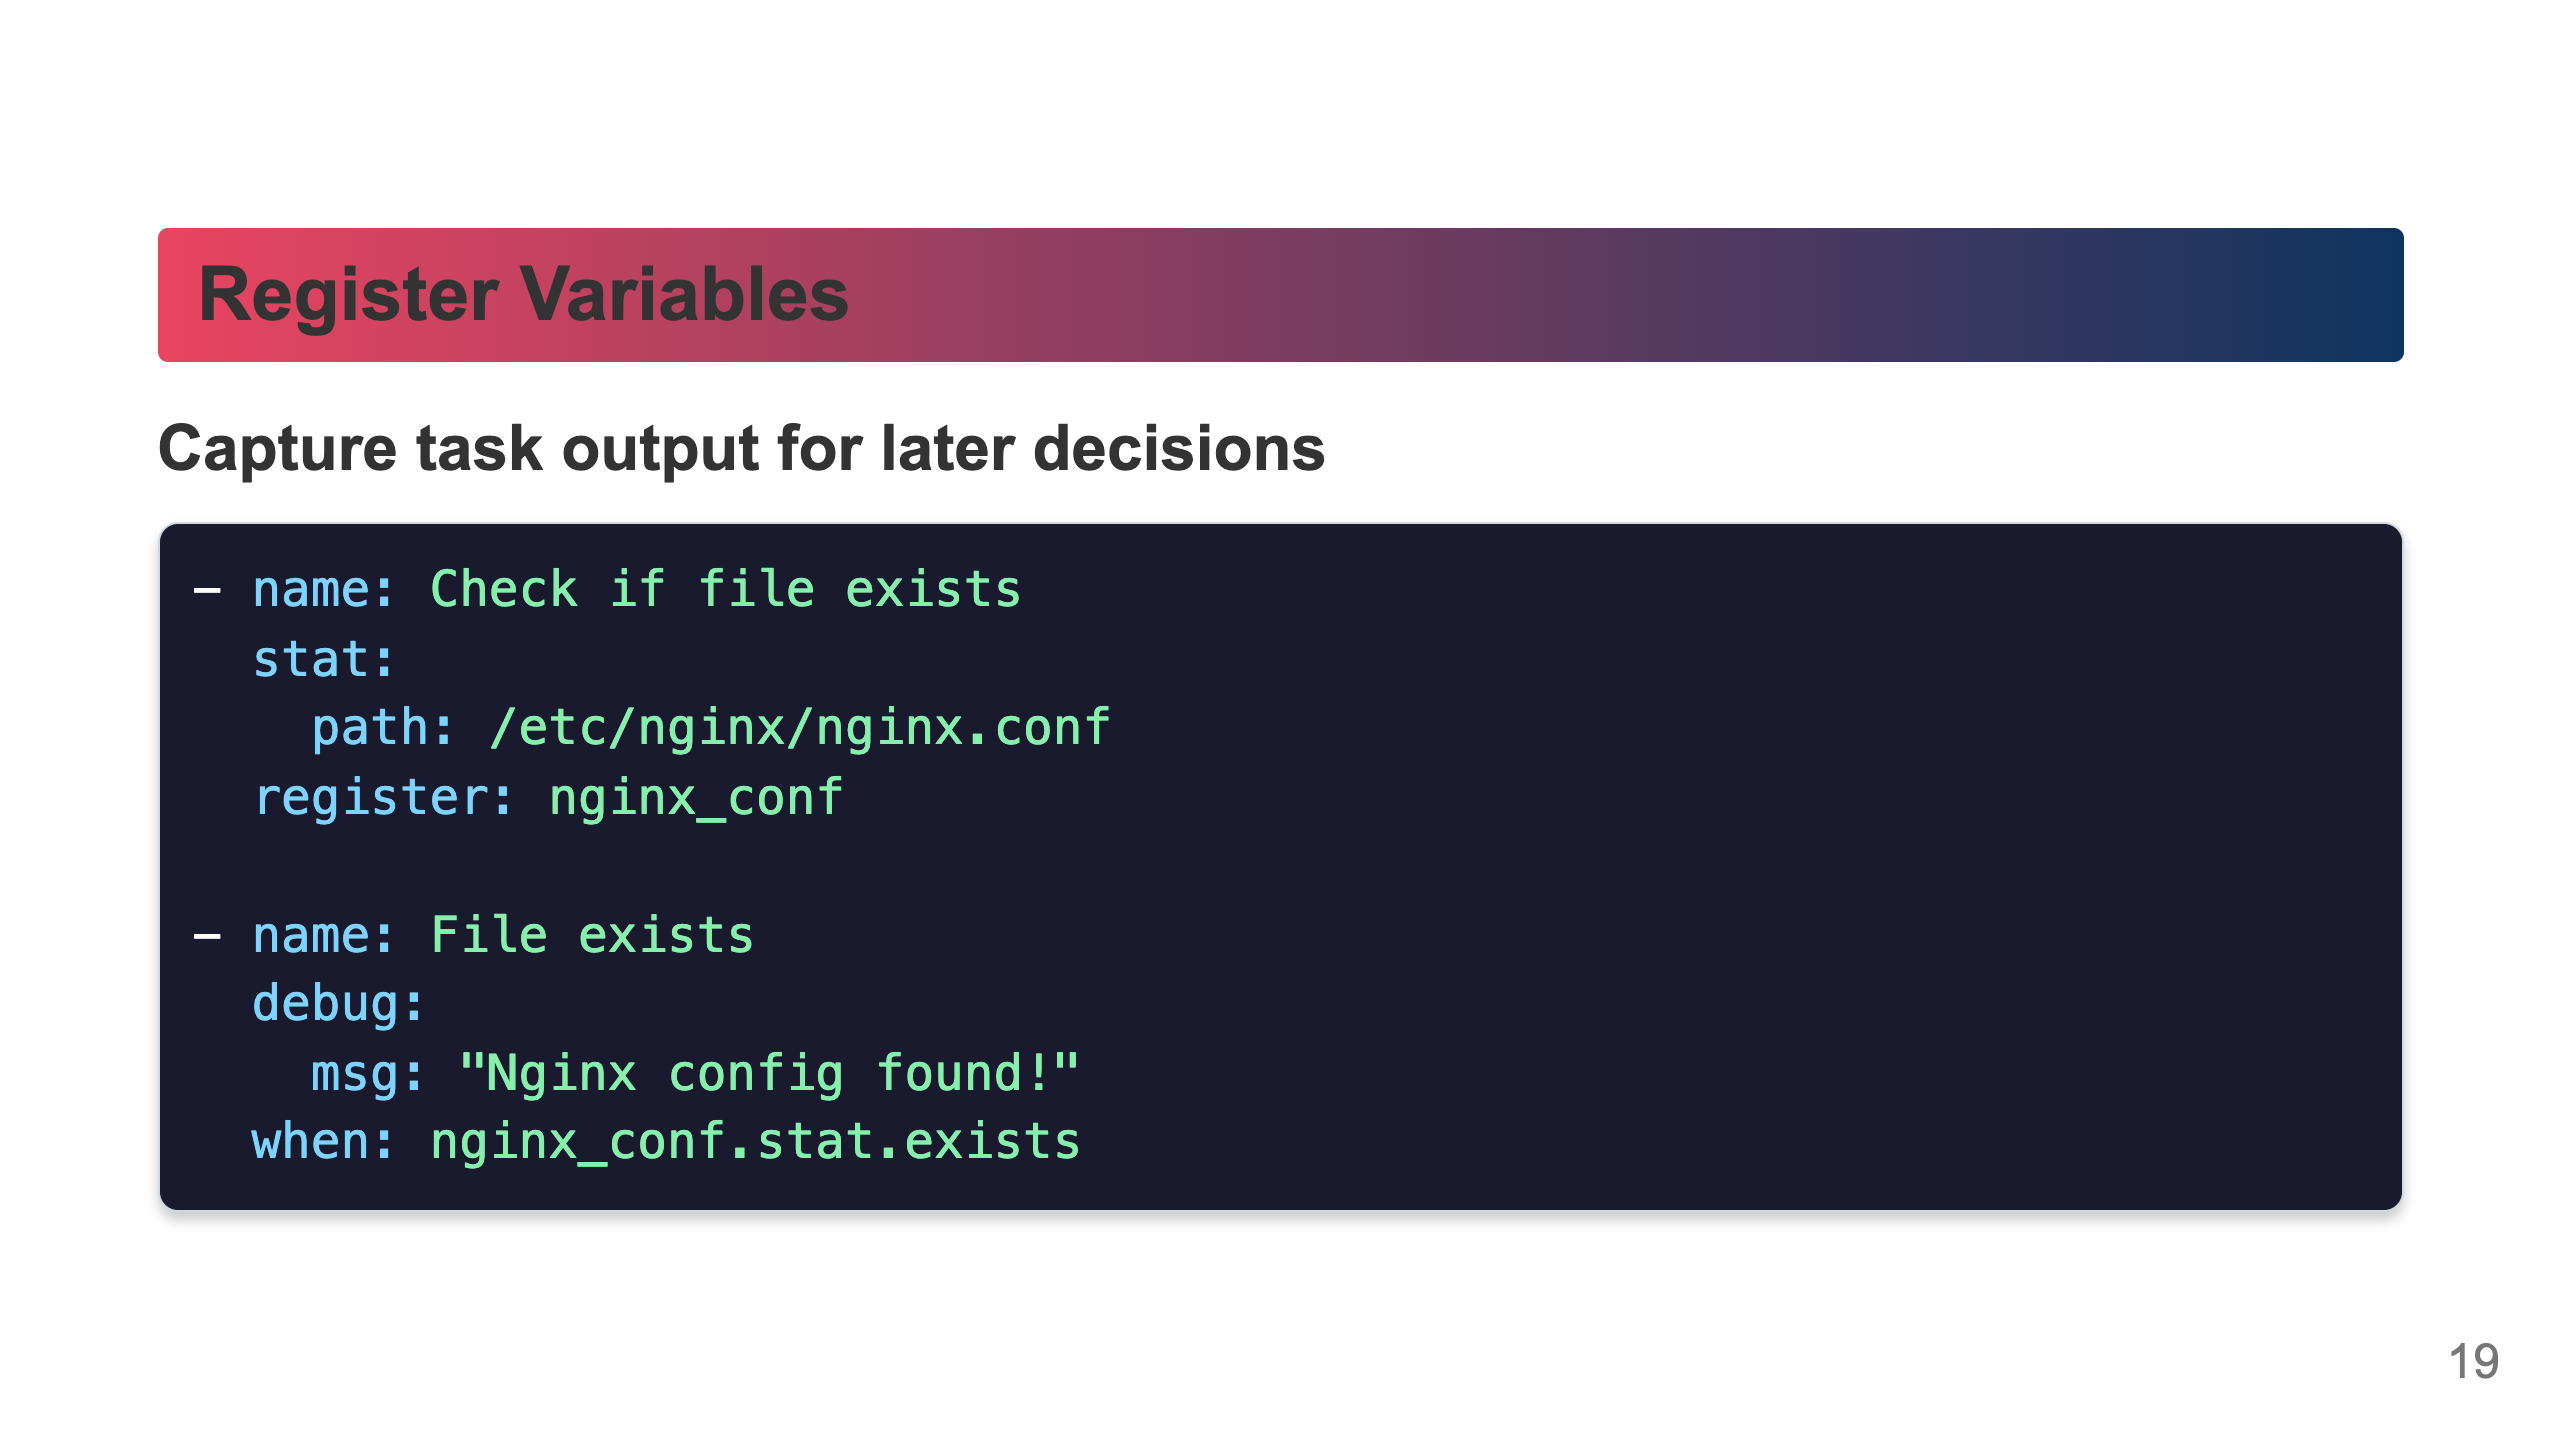 Register Variables
Capture task output for later decisions
- name: Check if file exists
  stat:
    path: /etc/nginx/nginx.conf
  register: nginx_conf

- name: File exists
  debug:
    msg: "Nginx config found!"
  when: nginx_conf.stat.exists
19